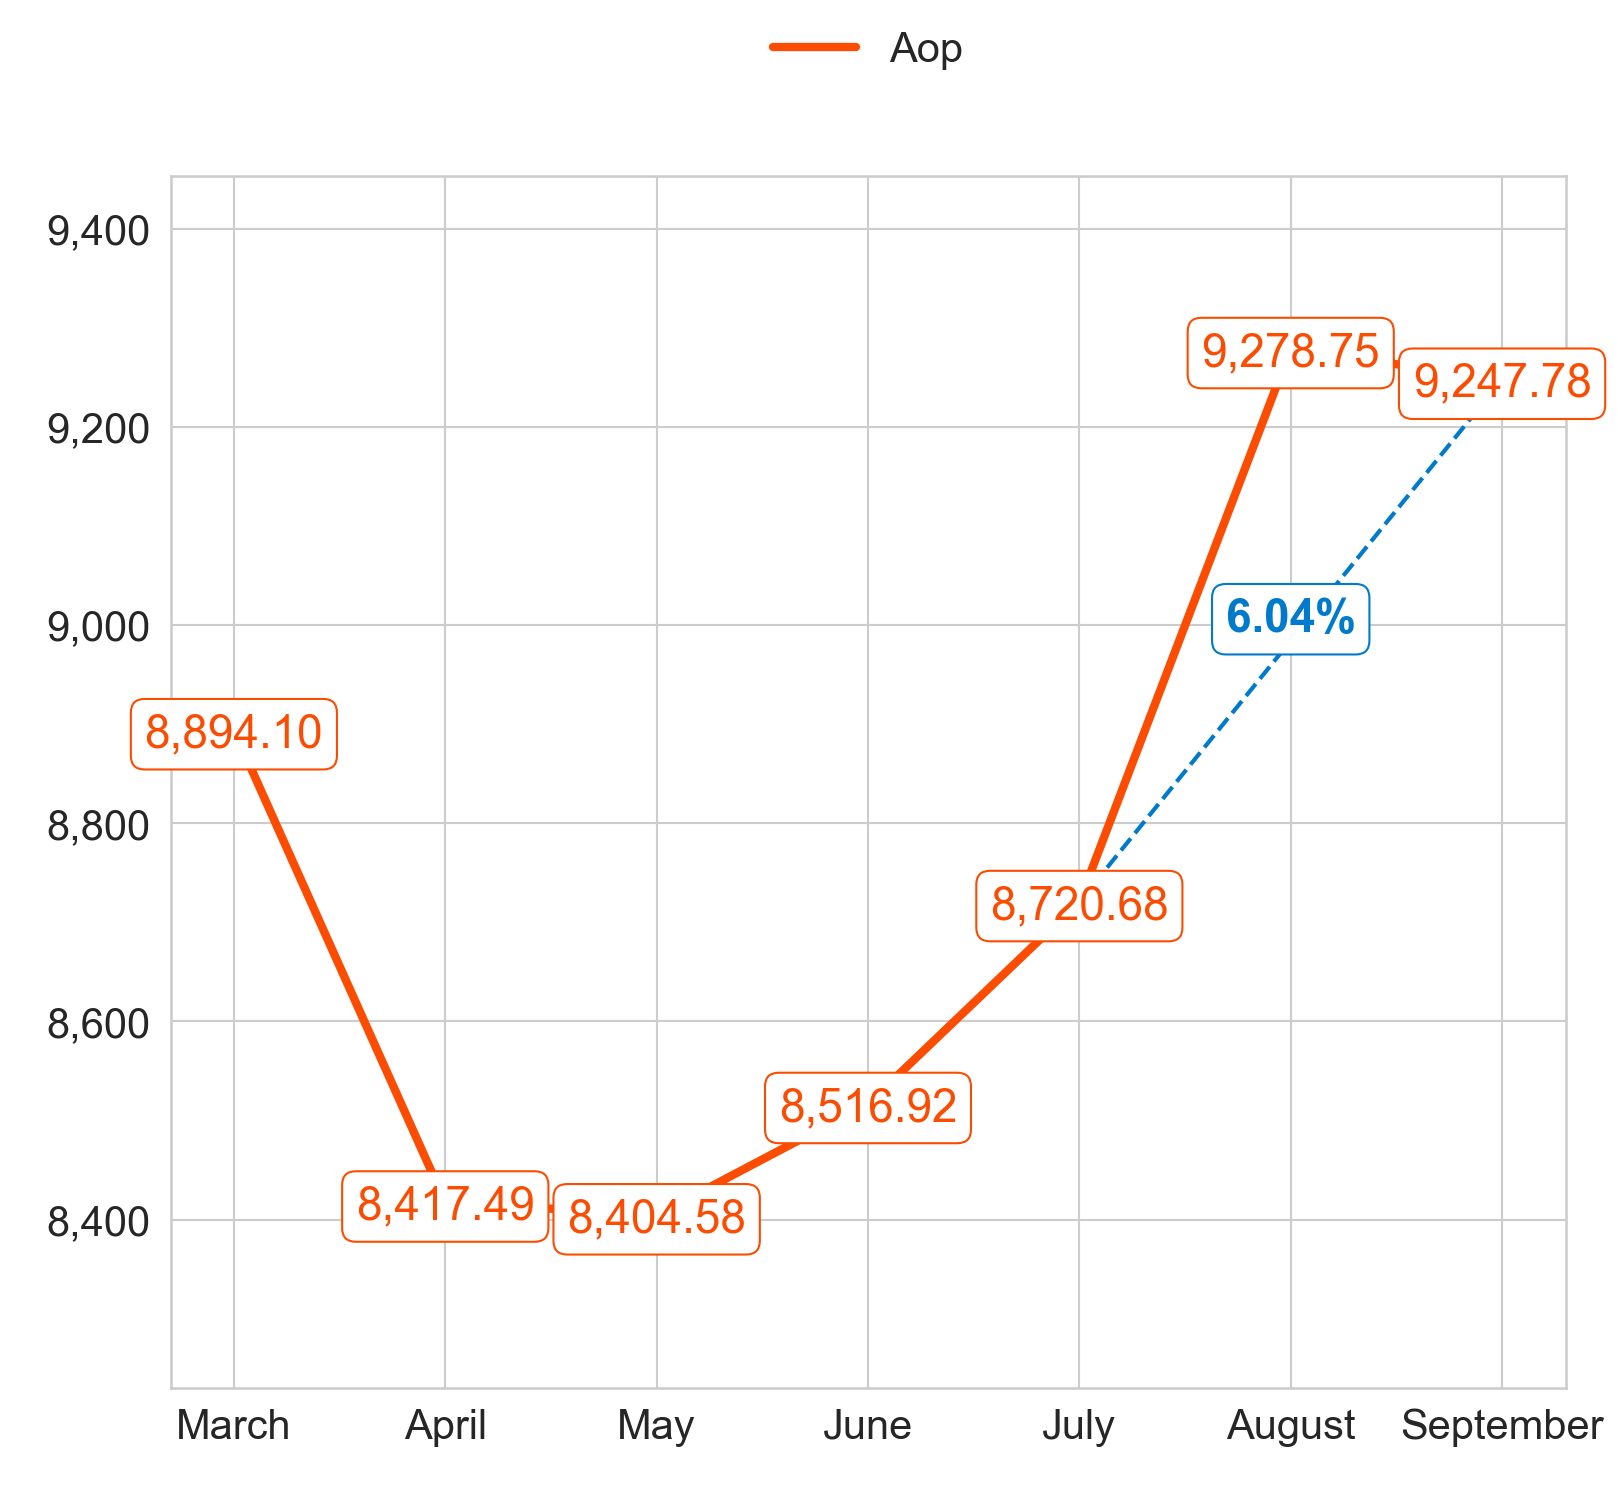 Aop
9,400
9,200
9,000
8,800
8,600
8,400
8,894.10
8,417.49
8,404.58
8,516.92
8,720.68
9,278.75
9,247.78
6.04%
March
April
May
June
July
August
September